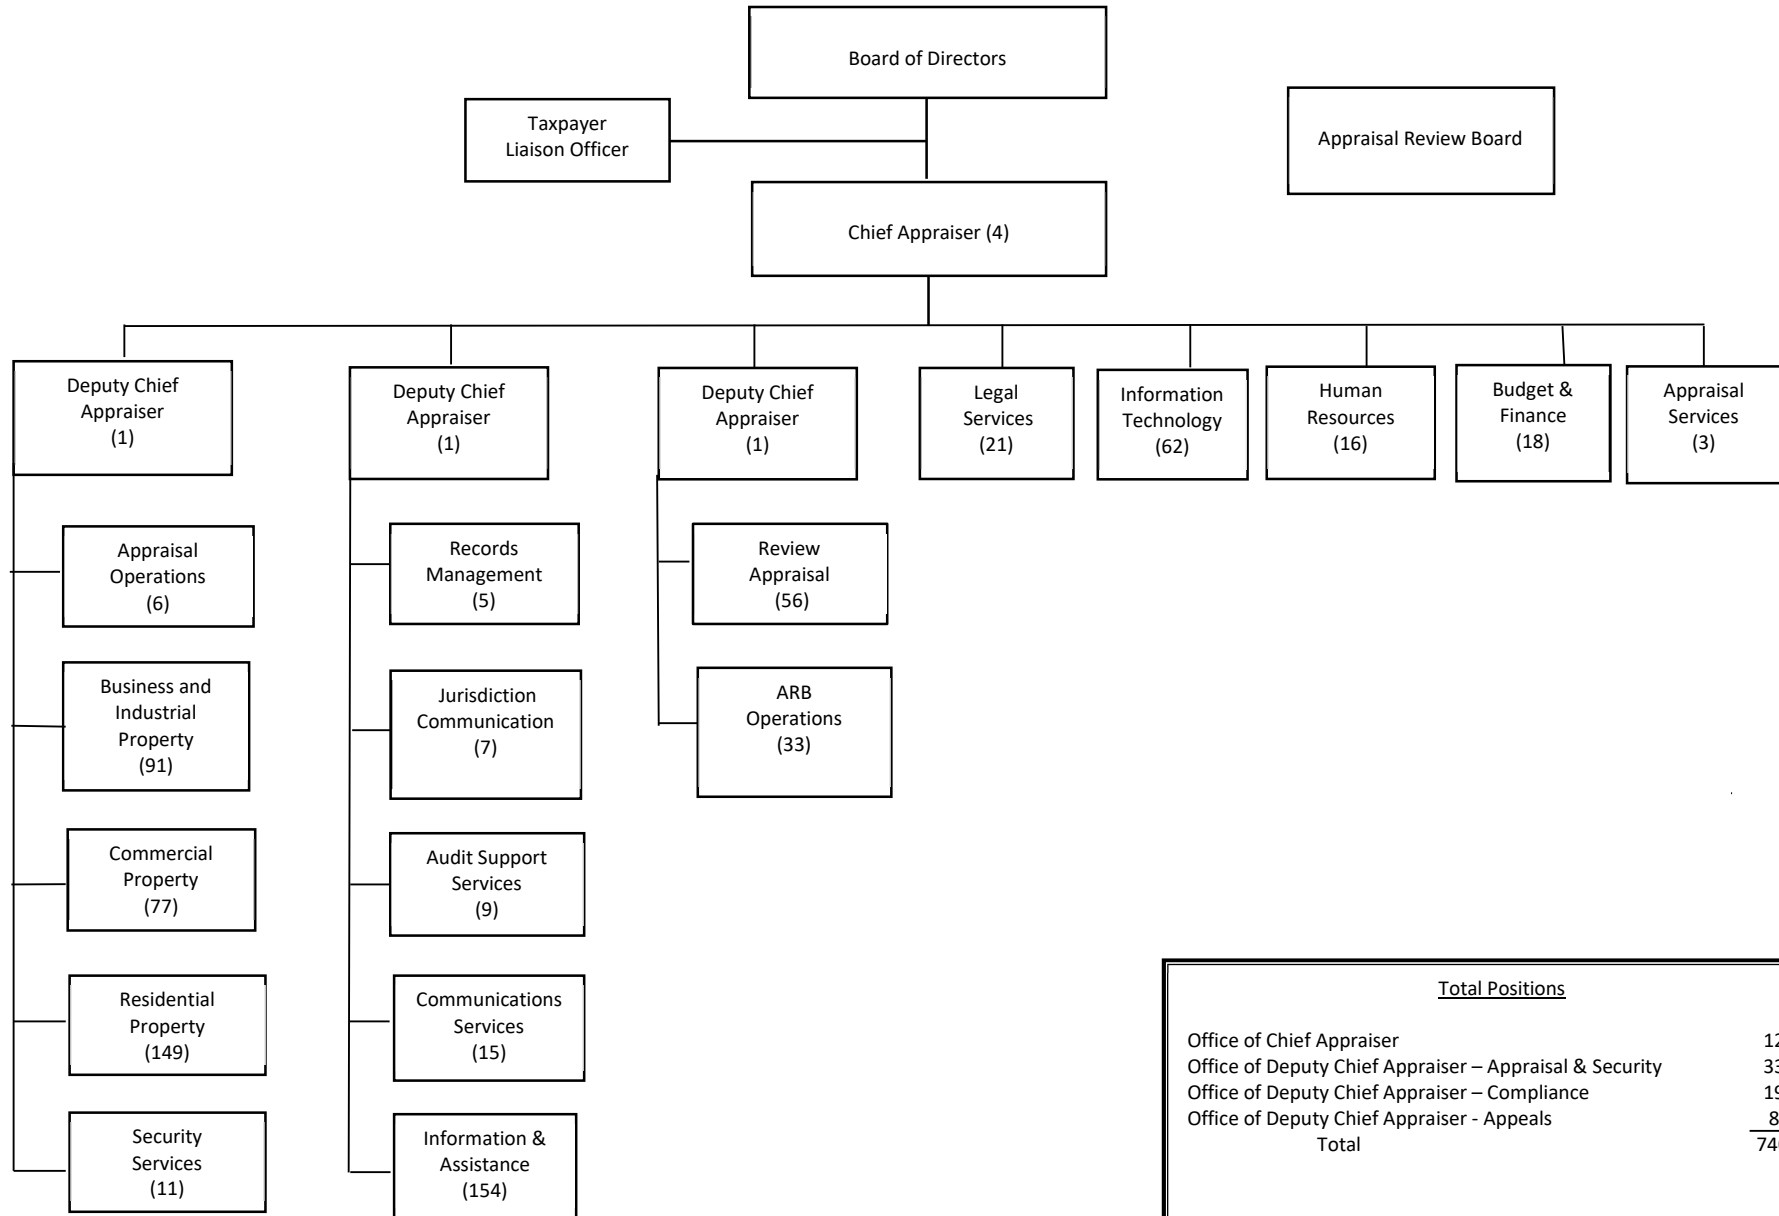 Board of Directors
Taxpayer
Liaison Officer
Appraisal Review Board
Chief Appraiser (4)
Deputy Chief
Appraiser
(1)
Deputy Chief
Appraiser
(1)
Deputy Chief
Appraiser
(1)
Legal
Services
(21)
Information
Technology
(62)
Human
Resources
(16)
Budget &
Finance
(18)
Appraisal
Services
(3)
Appraisal
Operations
(6)
Business and
Industrial
Property
(91)
Commercial
Property
(77)
Residential
Property
(149)
Security
Services
(11)
Records
Management
(5)
Jurisdiction
Communication
(7)
Audit Support
Services
(9)
Communications
Services
(15)
Information &
Assistance
(154)
Review
Appraisal
(56)
ARB
Operations
(33)
Total Positions
Office of Chief Appraiser
Office of Deputy Chief Appraiser – Appraisal & Security
Office of Deputy Chief Appraiser – Compliance
Office of Deputy Chief Appraiser - Appeals
Total